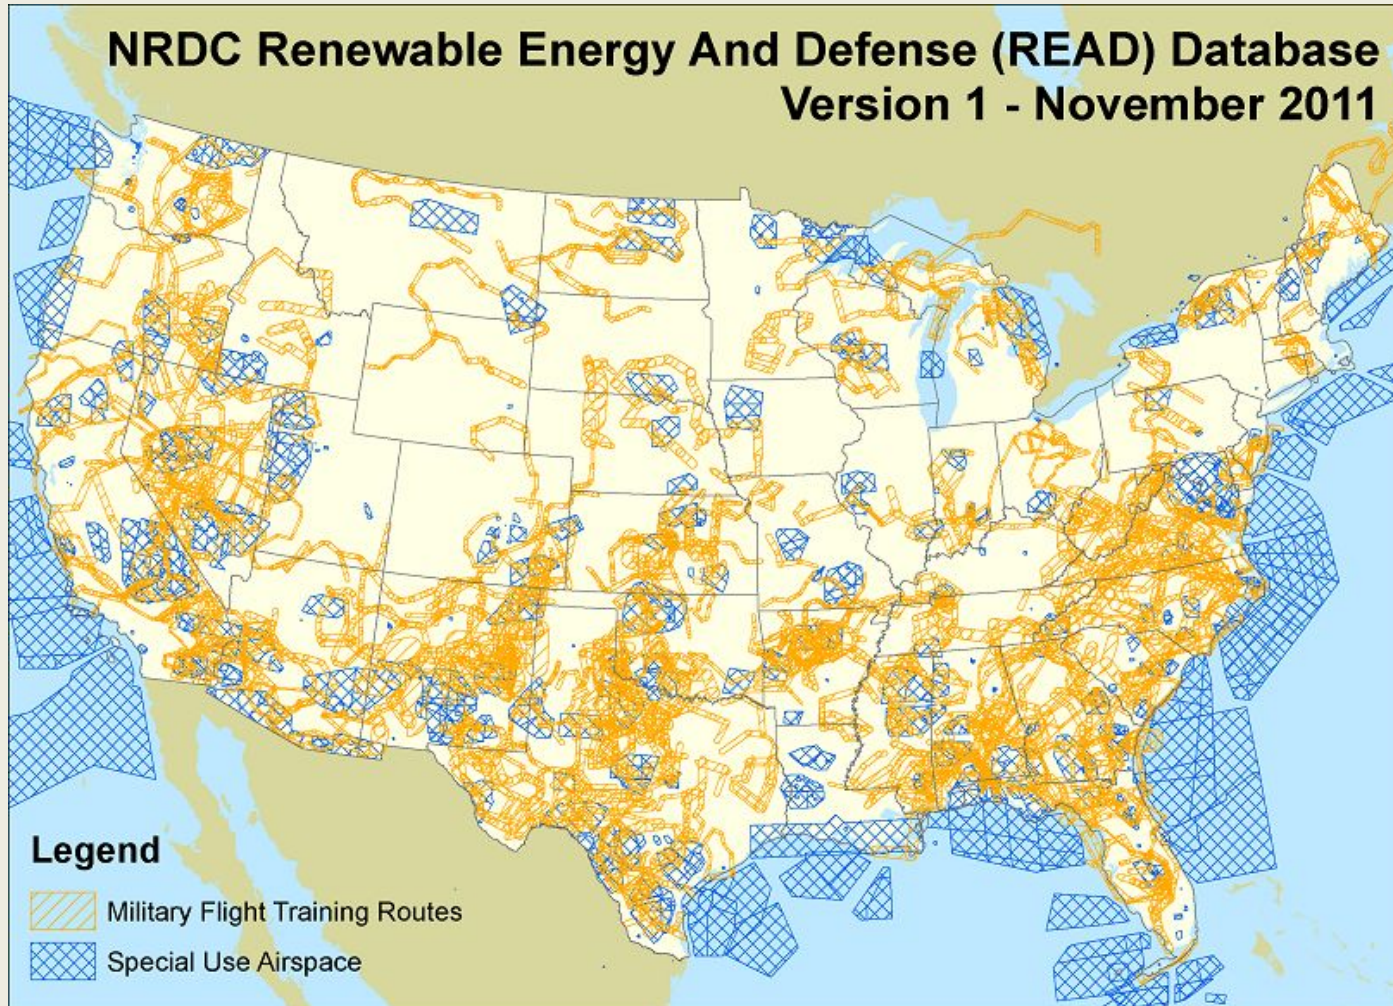 NRDC Renewable Energy And Defense (READ) Database
Version 1 - November 2011
Legend
Military Flight Training Routes
Special Use Airspace